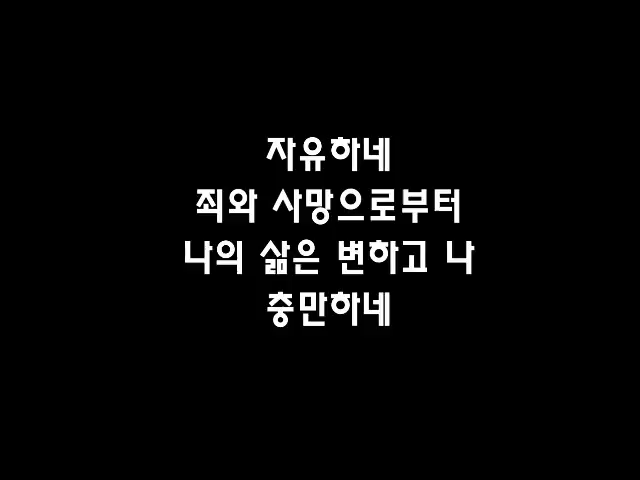 자유하네
죄와 사망으로부터
나의 삶은 변하고 나
충만하네